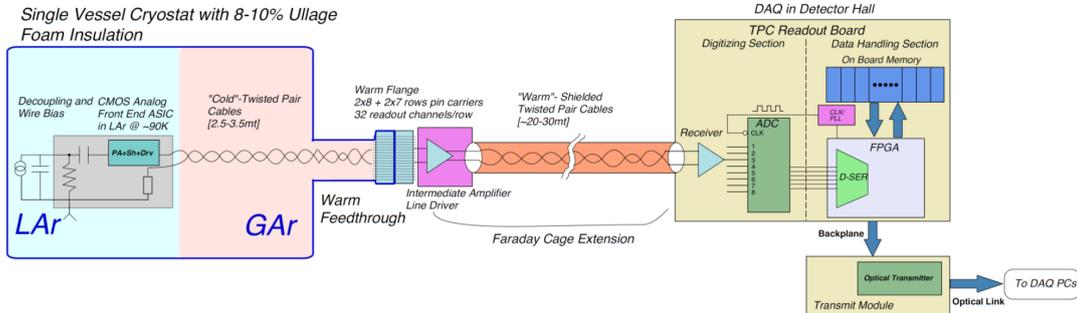 Single Vessel Cryostat with 8-10% Ullage
Foam Insulation
Decoupling and
Wire Bias
CMOS Analog
Front End ASIC
in LAr @ ~90K
PA+Sh+Drv
LAr
"Cold"-Twisted Pair
Cables
[2.5-3.5mt]
GAr
Warm
Feedthrough
Warm Flange
2x8 + 2x7 rows pin carriers
32 readout channels/row
Intermediate Amplifier
Line Driver
"Warm"- Shielded
Twisted Pair Cables
[~20-30mt]
Faraday Cage Extension
DAQ in Detector Hall
TPC Readout Board
Digitizing Section
Data Handling Section
On Board Memory
Receiver
ADC
CLK
1
2
3
4
5
6
7
8
CLK/
PLL
FPGA
D-SER
Backplane
Optical Transmitter
Transmit Module
Optical Link
To DAQ PCs